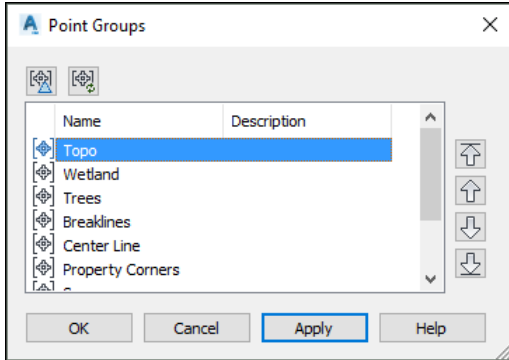 Point Groups
Name Description
Topo
Wetland
Trees
Breaklines
Center Line
Property Corners
OK Cancel Apply Help